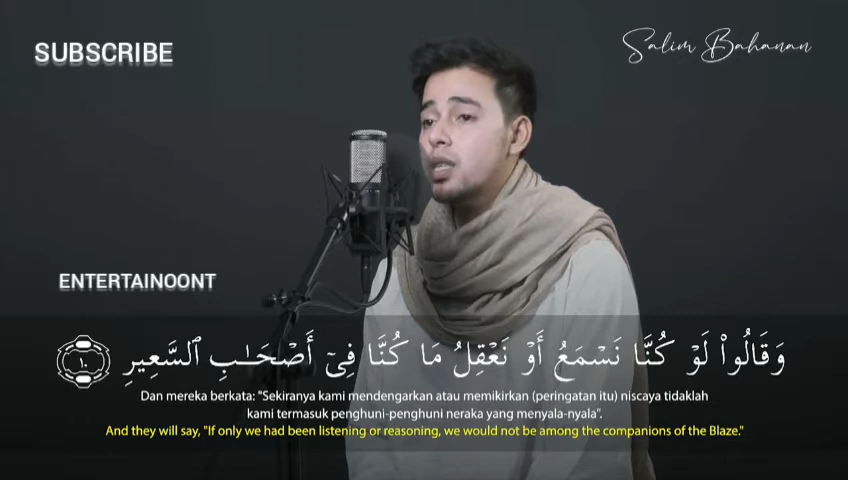 SUBSCRIBE
Salim Bahanan
ENTERTAINOONT
وَقَالُوا۟ لَوْ كُنَّا نَسْمَعُ أَوْ نَعْقِلُ مَا كُنَّا فِىٓ أَصْحَـٰبِ ٱلسَّعِيرِ ١٠
Dan mereka berkata: "Sekiranya kami mendengarkan atau memikirkan (peringatan itu) niscaya tidaklah
kami termasuk penghuni-penghuni neraka yang menyala-nyala".
And they will say, "If only we had been listening or reasoning, we would not be among the companions of the Blaze."